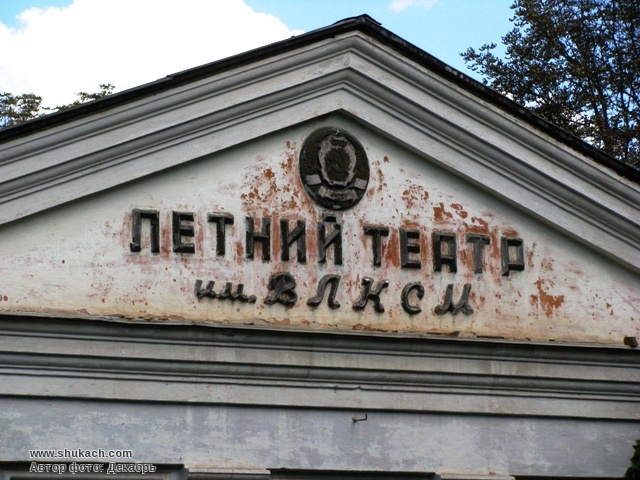 ЛЕТНИЙ ТЕАТР
им. ВЛКСМ
www.shukach.com
Автор фото: Декабрь